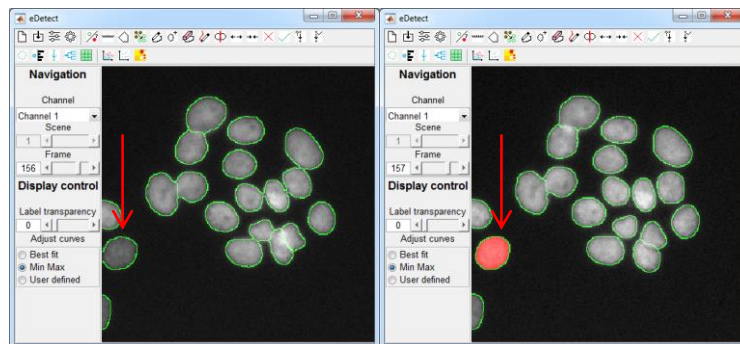 eDetect
Navigation
Channel
Channel 1
Scene
1
Frame
156
Display control
Label transparency
0
Adjust curves
Best fit
Min Max
User defined
eDetect
Navigation
Channel
Channel 1
Scene
1
Frame
157
Display control
Label transparency
0
Adjust curves
Best fit
Min Max
User defined